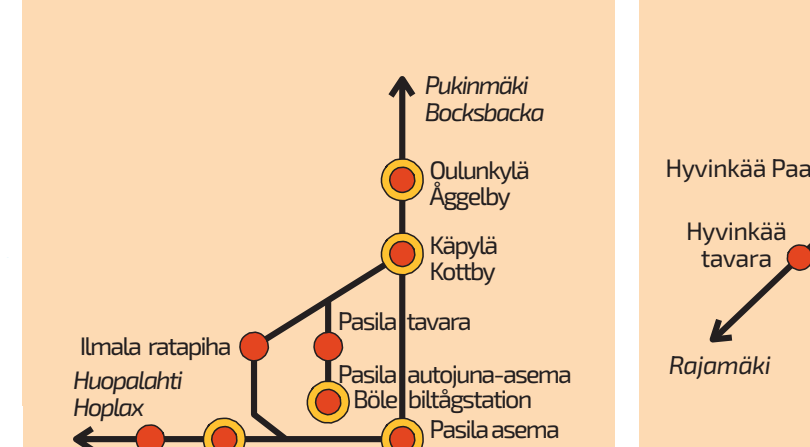 Pukinmäki
Bocksbacka
Oulunkylä
Åggelby
Käpylä
Kottby
Pasila tavara
Ilmala ratapiha
Huopalahti
Hoplax
Pasila autojuna-asema
Böle biltågstation
Pasila asema
Hyvinkää Paa
Hyvinkää
tavara
Rajamäki